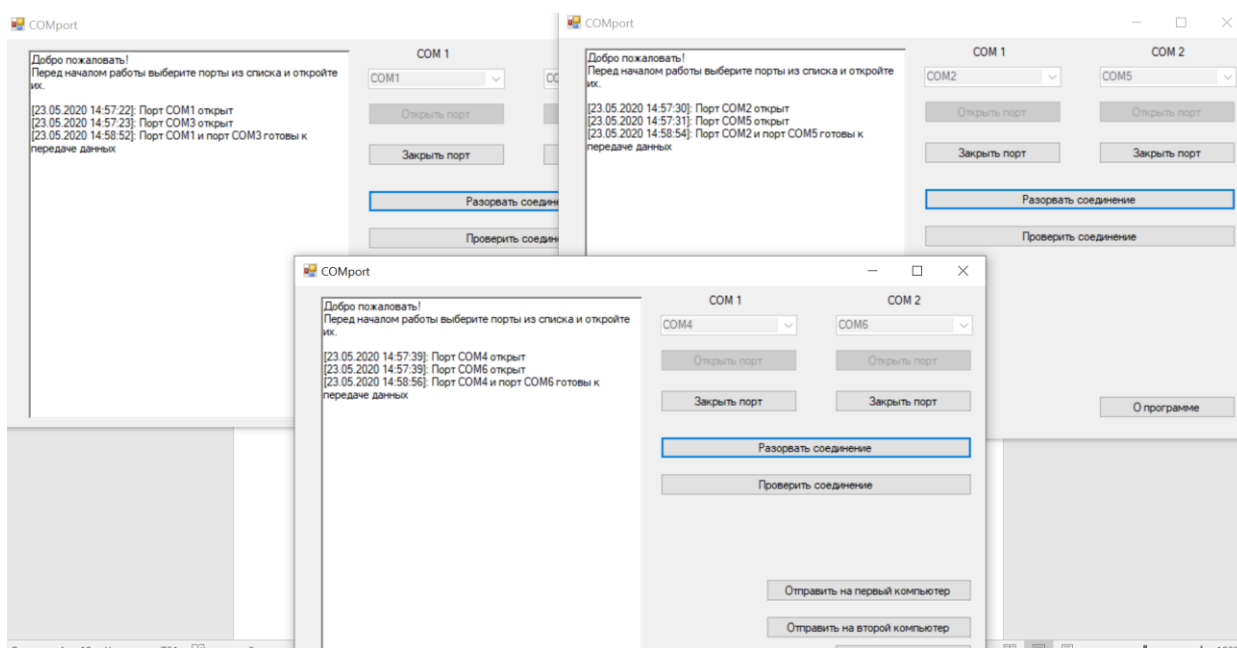 COMport
Добро пожаловать!
Перед началом работы выберите порты из списка и откройте
их.
[23.05.2020 14:57:22]: Порт COM1 открыт
[23.05.2020 14:57:23]: Порт COM3 открыт
[23.05.2020 14:58:52]: Порт COM1 и порт COM3 готовы к
передаче данных
COM 1
COM1
Открыть порт
Закрыть порт
Разорвать
Проверить
COMport
Добро пожаловать!
Перед началом работы выберите порты из списка и откройте
их.
[23.05.2020 14:57:30]: Порт COM2 открыт
[23.05.2020 14:57:31]: Порт COM5 открыт
[23.05.2020 14:58:54]: Порт COM2 и порт COM5 готовы к
передаче данных
COM 1 COM 2
COM2 COM5
Открыть порт Открыть порт
Закрыть порт Закрыть порт
Разорвать соединение
Проверить соединение
О программе
COMport
Добро пожаловать!
Перед началом работы выберите порты из списка и откройте
их.
[23.05.2020 14:57:39]: Порт COM4 открыт
[23.05.2020 14:57:39]: Порт COM6 открыт
[23.05.2020 14:58:56]: Порт COM4 и порт COM6 готовы к
передаче данных
COM 1 COM 2
COM4 COM6
Открыть порт Открыть порт
Закрыть порт Закрыть порт
Разорвать соединение
Проверить соединение
Отправить на первый компьютер
Отправить на второй компьютер